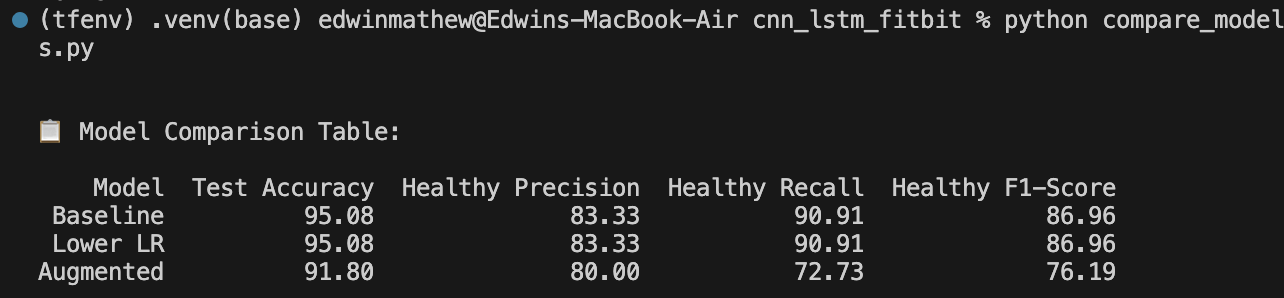 (tfenv) .venv(base) edwinmathew@Edwins-MacBook-Air cnn_lstm_fitbit % python compare_model
s.py
📋 Model Comparison Table:
Model  Test Accuracy  Healthy Precision  Healthy Recall  Healthy F1-Score
Baseline          95.08              83.33           90.91             86.96
Lower LR          95.08              83.33           90.91             86.96
Augmented          91.80              80.00           72.73             76.19